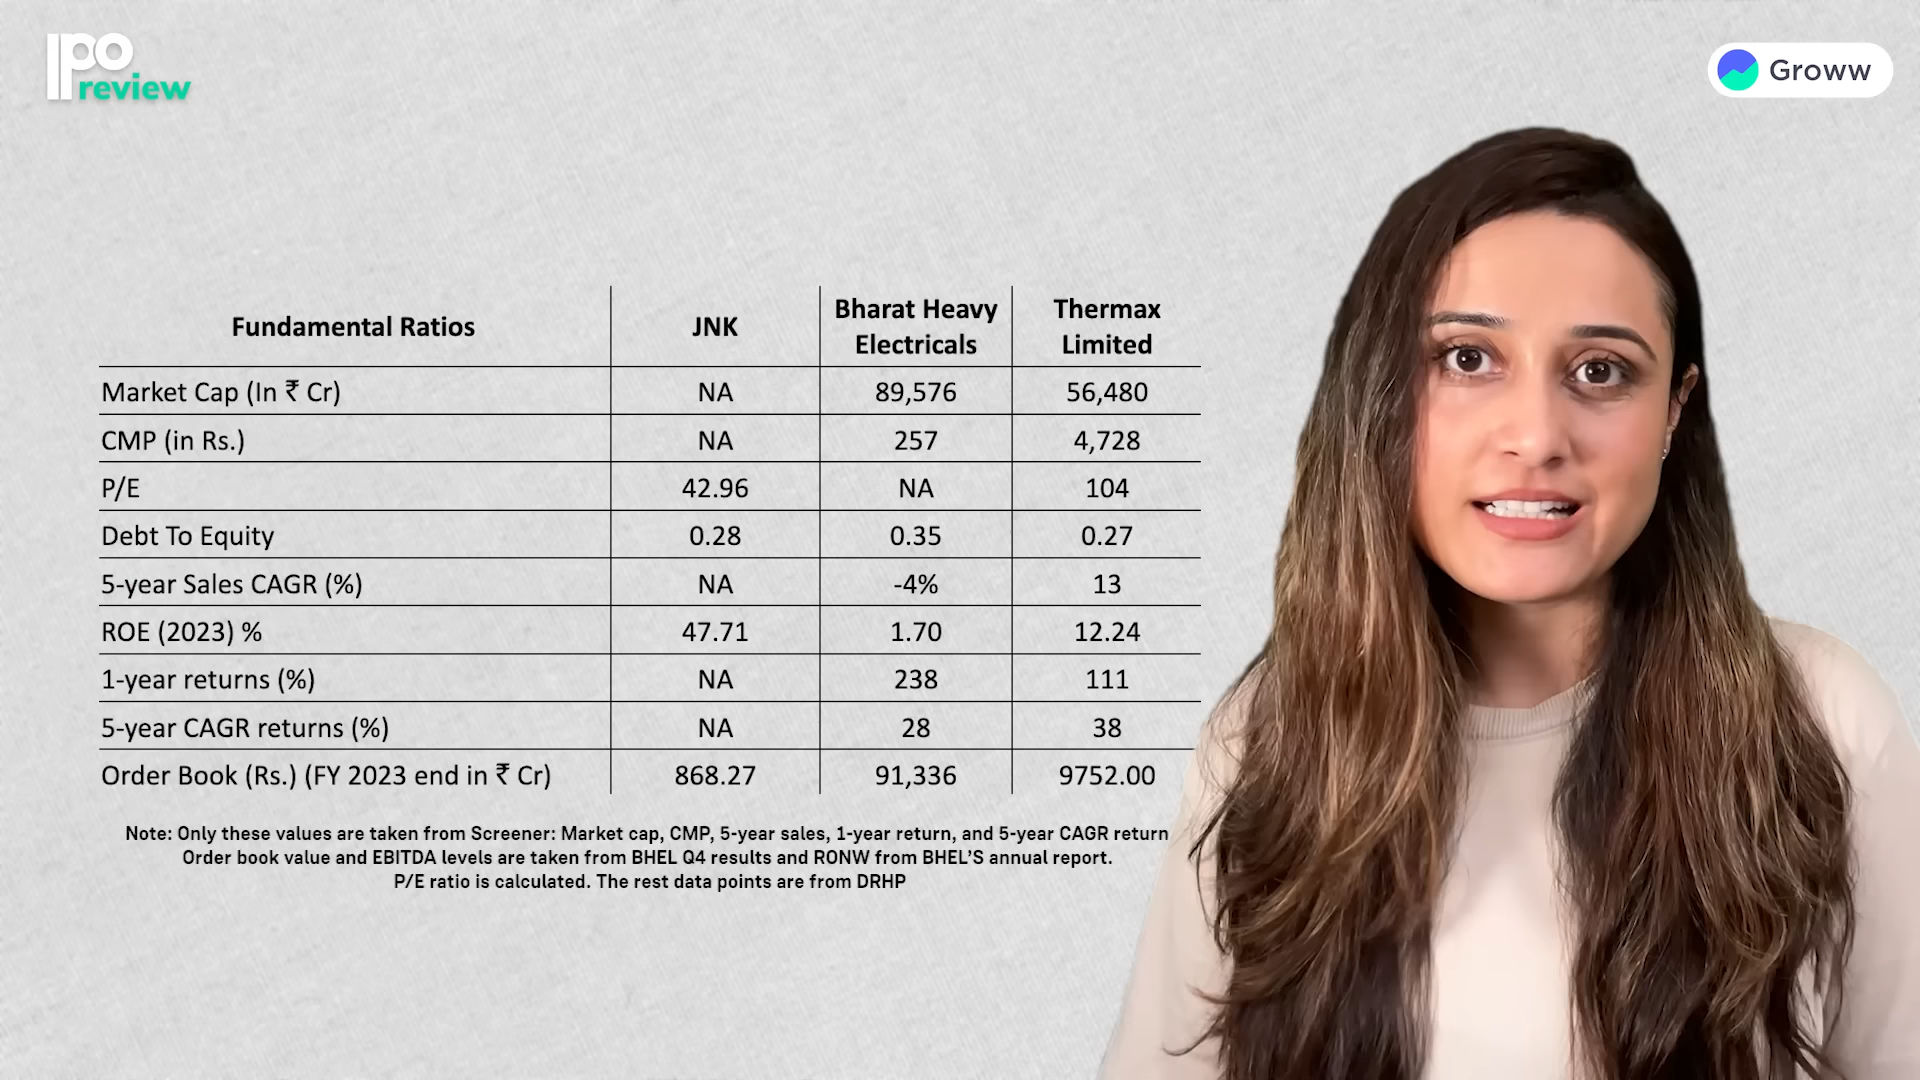 IPO
review
Groww
Fundamental Ratios JNK Bharat Heavy Electricals Thermax Limited
Market Cap (In ₹ Cr) NA 89,576 56,480
CMP (in Rs.) NA 257 4,728
P/E 42.96 NA 104
Debt To Equity 0.28 0.35 0.27
5-year Sales CAGR (%) NA -4% 13
ROE (2023) % 47.71 1.70 12.24
1-year returns (%) NA 238 111
5-year CAGR returns (%) NA 28 38
Order Book (Rs.) (FY 2023 end in ₹ Cr) 868.27 91,336 9752.00
Note: Only these values are taken from Screener: Market cap, CMP, 5-year sales, 1-year return, and 5-year CAGR return
Order book value and EBITDA levels are taken from BHEL Q4 results and RONW from BHEL'S annual report.
P/E ratio is calculated. The rest data points are from DRHP